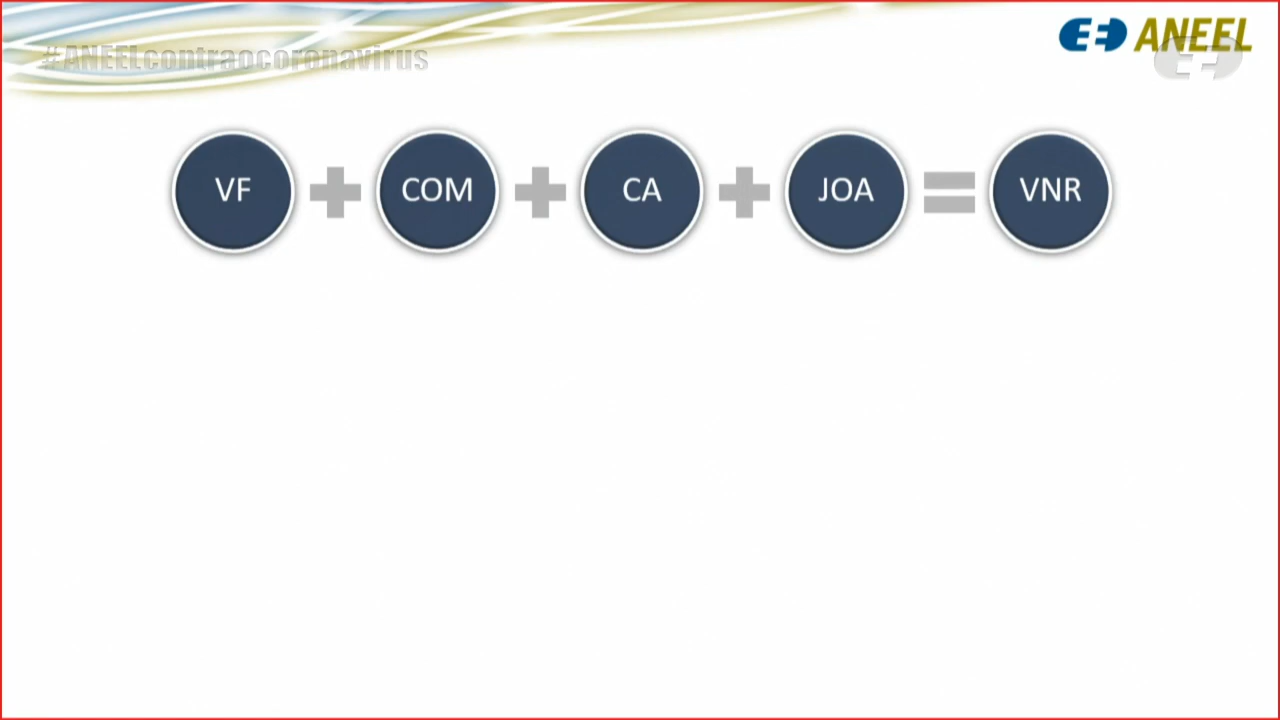 ANEEL
#ANEELcontraocoronavirus
VF + COM + CA + JOA = VNR